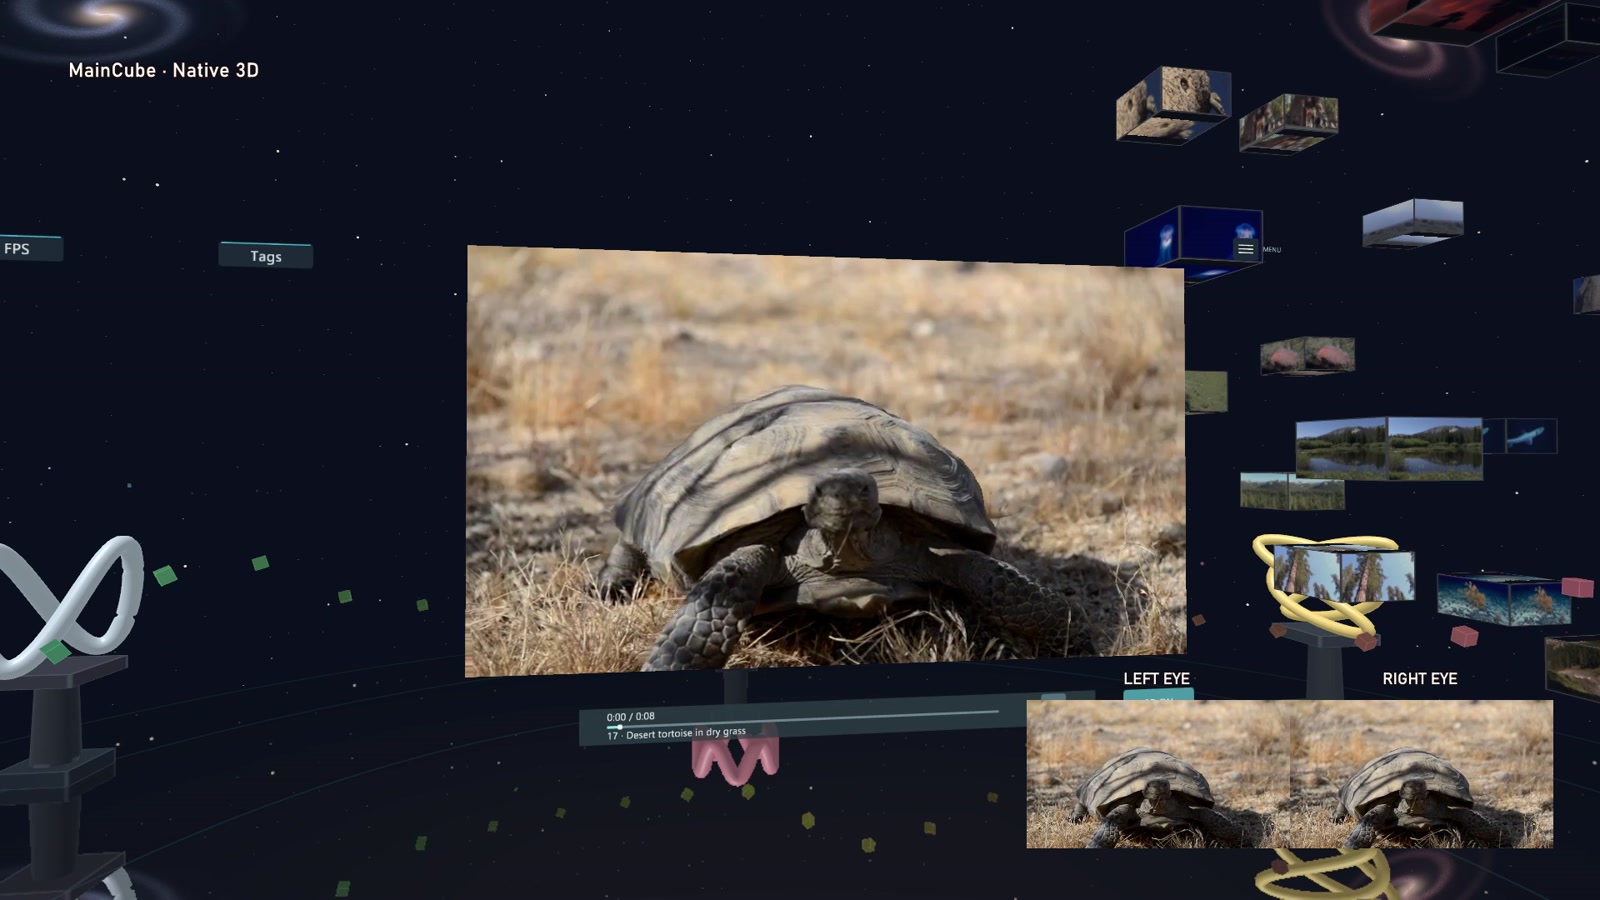 MainCube · Native 3D
FPS
Tags
MENU
LEFT EYE
RIGHT EYE
0:00 / 0:08
17 · Desert tortoise in dry grass